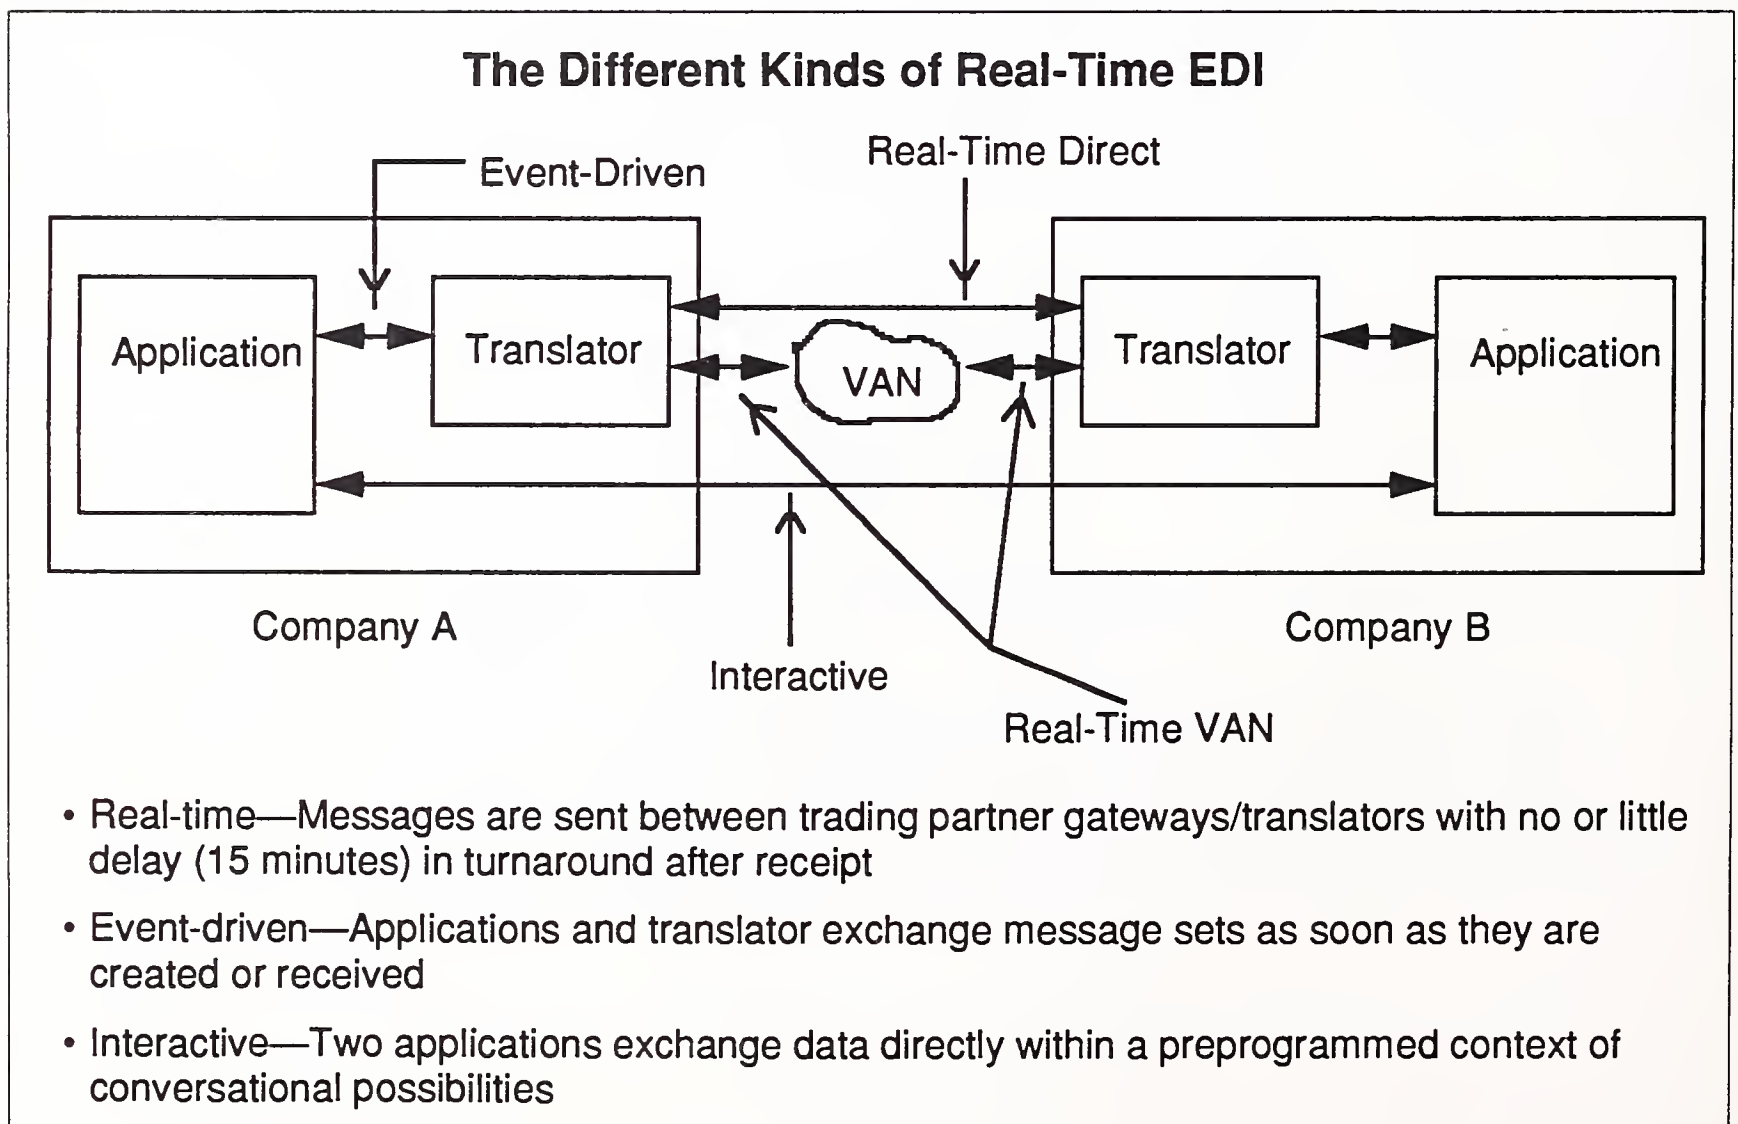 The Different Kinds of Real-Time EDI
Real-Time Direct
Event-Driven
Application
Translator
VAN
Translator
Application
Company A
Company B
Interactive
Real-Time VAN
• Real-time—Messages are sent between trading partner gateways/translators with no or little
delay (15 minutes) in turnaround after receipt
• Event-driven—Applications and translator exchange message sets as soon as they are
created or received
• Interactive—Two applications exchange data directly within a preprogrammed context of
conversational possibilities